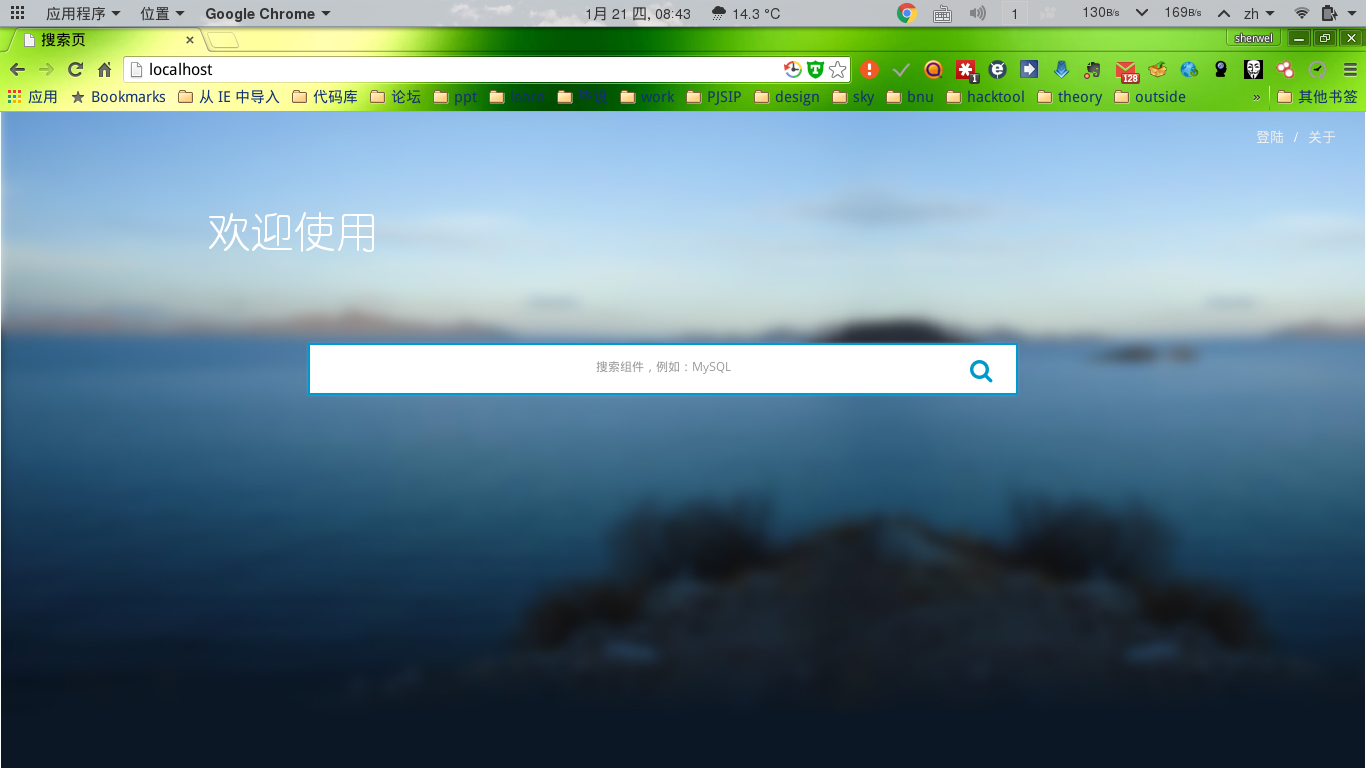 应用程序 位置 Google Chrome 1月 21 四, 08:43 14.3 °C 1 130B/s 169B/s zh
搜索页 sherwel
localhost 1 128
应用 Bookmarks 从 IE 中导入 代码库 论坛 ppt learn work PJSIP design sky bnu hacktool theory outside » 其他书签
登陆 / 关于
欢迎使用
搜索组件，例如：MySQL